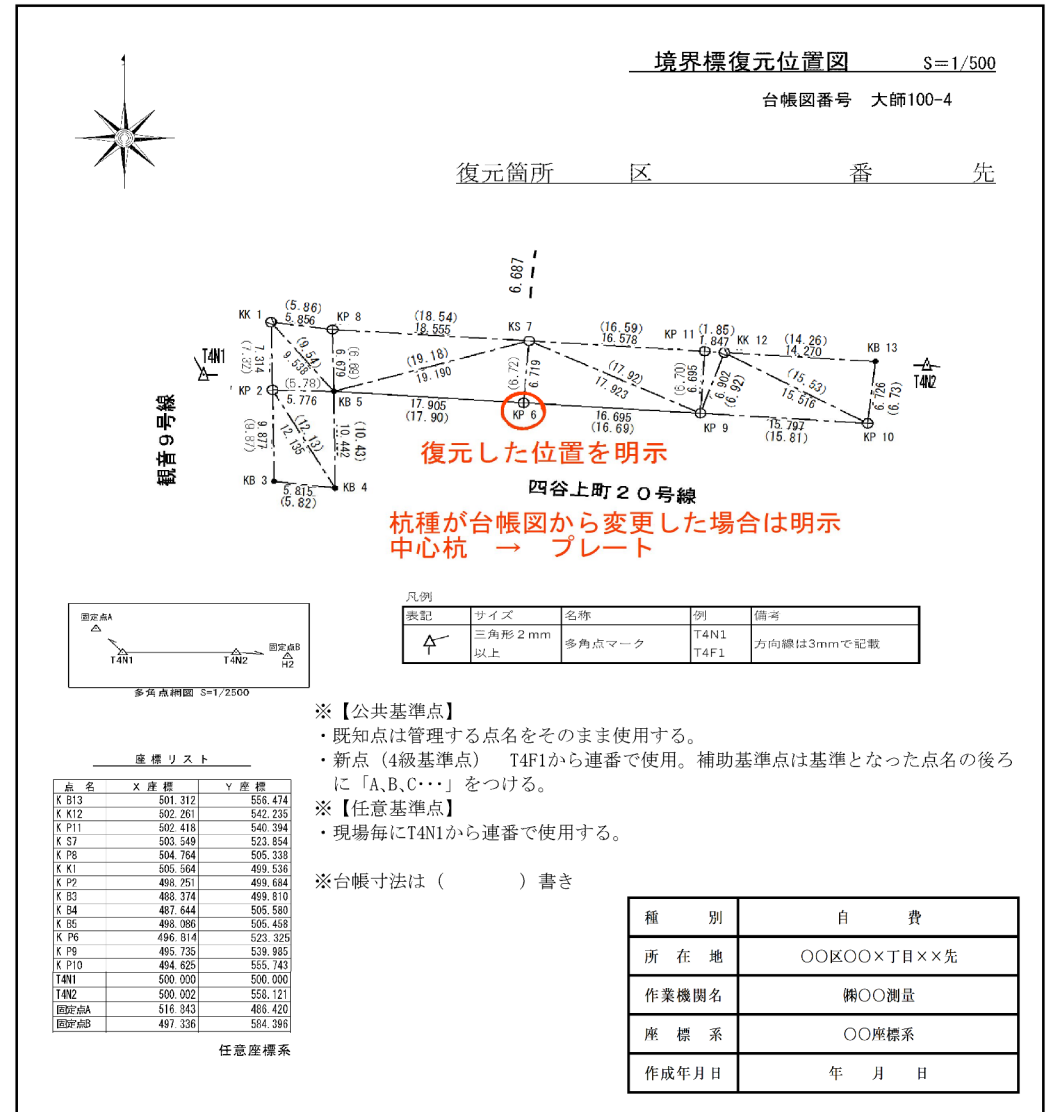 境界標復元位置図 S=1/500
台帳図番号 大師100-4
復元箇所 区 番 先
6.687
KK 1
(5.86)
5.856
KP 8
(18.54)
18.555
KS 7
(16.59)
16.578
KP 11
(1.85)
1.847
KK 12
(14.26)
14.270
KB 13
T4N1
7.314
(9.54)
9.538
6.679
(19.18)
19.190
(6.72)
6.719
(17.92)
17.923
(6.70)
6.695
6.902
(6.92)
(15.53)
15.516
6.726
(6.73)
T4N2
KP 2
(5.78)
5.776
KB 5
17.905
(17.90)
KP 6
16.695
(16.69)
KP 9
15.797
(15.81)
KP 10
観音9号線
9.877
(9.87)
(12.13)
12.135
10.442
(10.43)
KB 3
5.815
(5.82)
KB 4
復元した位置を明示
四谷上町20号線
杭種が台帳図から変更した場合は明示
中心杭 → プレート
固定点A
T4N1
T4N2
固定点B
H2
多角点網図 S=1/2500
凡例
表記 サイズ 名称 例 備考
三角形2mm以上 多角点マーク T4N1 T4F1 方向線は3mmで記載
※【公共基準点】
・既知点は管理する点名をそのまま使用する。
・新点(4級基準点) T4F1から連番で使用。補助基準点は基準となった点名の後ろ
に「A,B,C･･･」をつける。
※【任意基準点】
・現場毎にT4N1から連番で使用する。
※台帳寸法は( )書き
座標リスト
点名 X座標 Y座標
K B13 501.312 556.474
K K12 502.261 542.235
K P11 502.418 540.394
K S7 503.549 523.854
K P8 504.764 505.338
K K1 505.564 499.536
K P2 498.251 499.684
K B3 488.374 499.810
K B4 487.644 505.580
K B5 498.086 505.458
K P6 496.814 523.325
K P9 495.735 539.985
K P10 494.625 555.743
T4N1 500.000 500.000
T4N2 500.002 558.121
固定点A 516.843 486.420
固定点B 497.336 584.396
任意座標系
種別 自費
所在地 〇〇区〇〇×丁目××先
作業機関名 ㈱〇〇測量
座標系 〇〇座標系
作成年月日 年 月 日